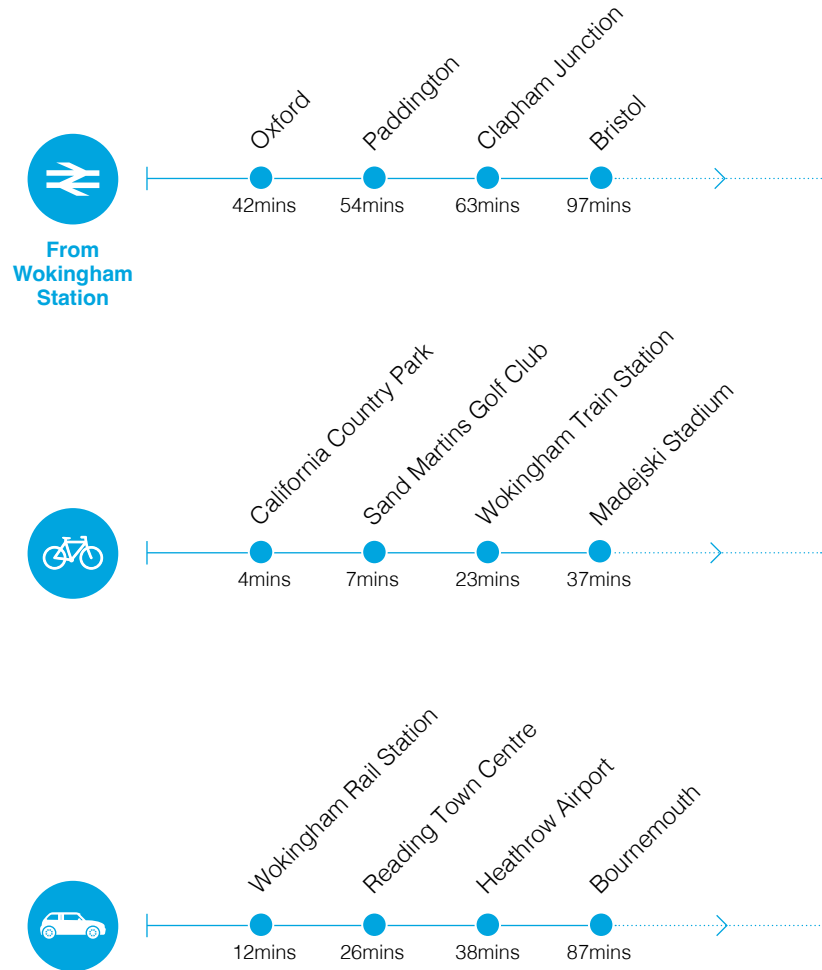 Oxford
Paddington
Clapham Junction
Bristol
42mins
54mins
63mins
97mins
From
Wokingham
Station
California Country Park
Sand Martins Golf Club
Wokingham Train Station
Madejski Stadium
4mins
7mins
23mins
37mins
Wokingham Rail Station
Reading Town Centre
Heathrow Airport
Bournemouth
12mins
26mins
38mins
87mins